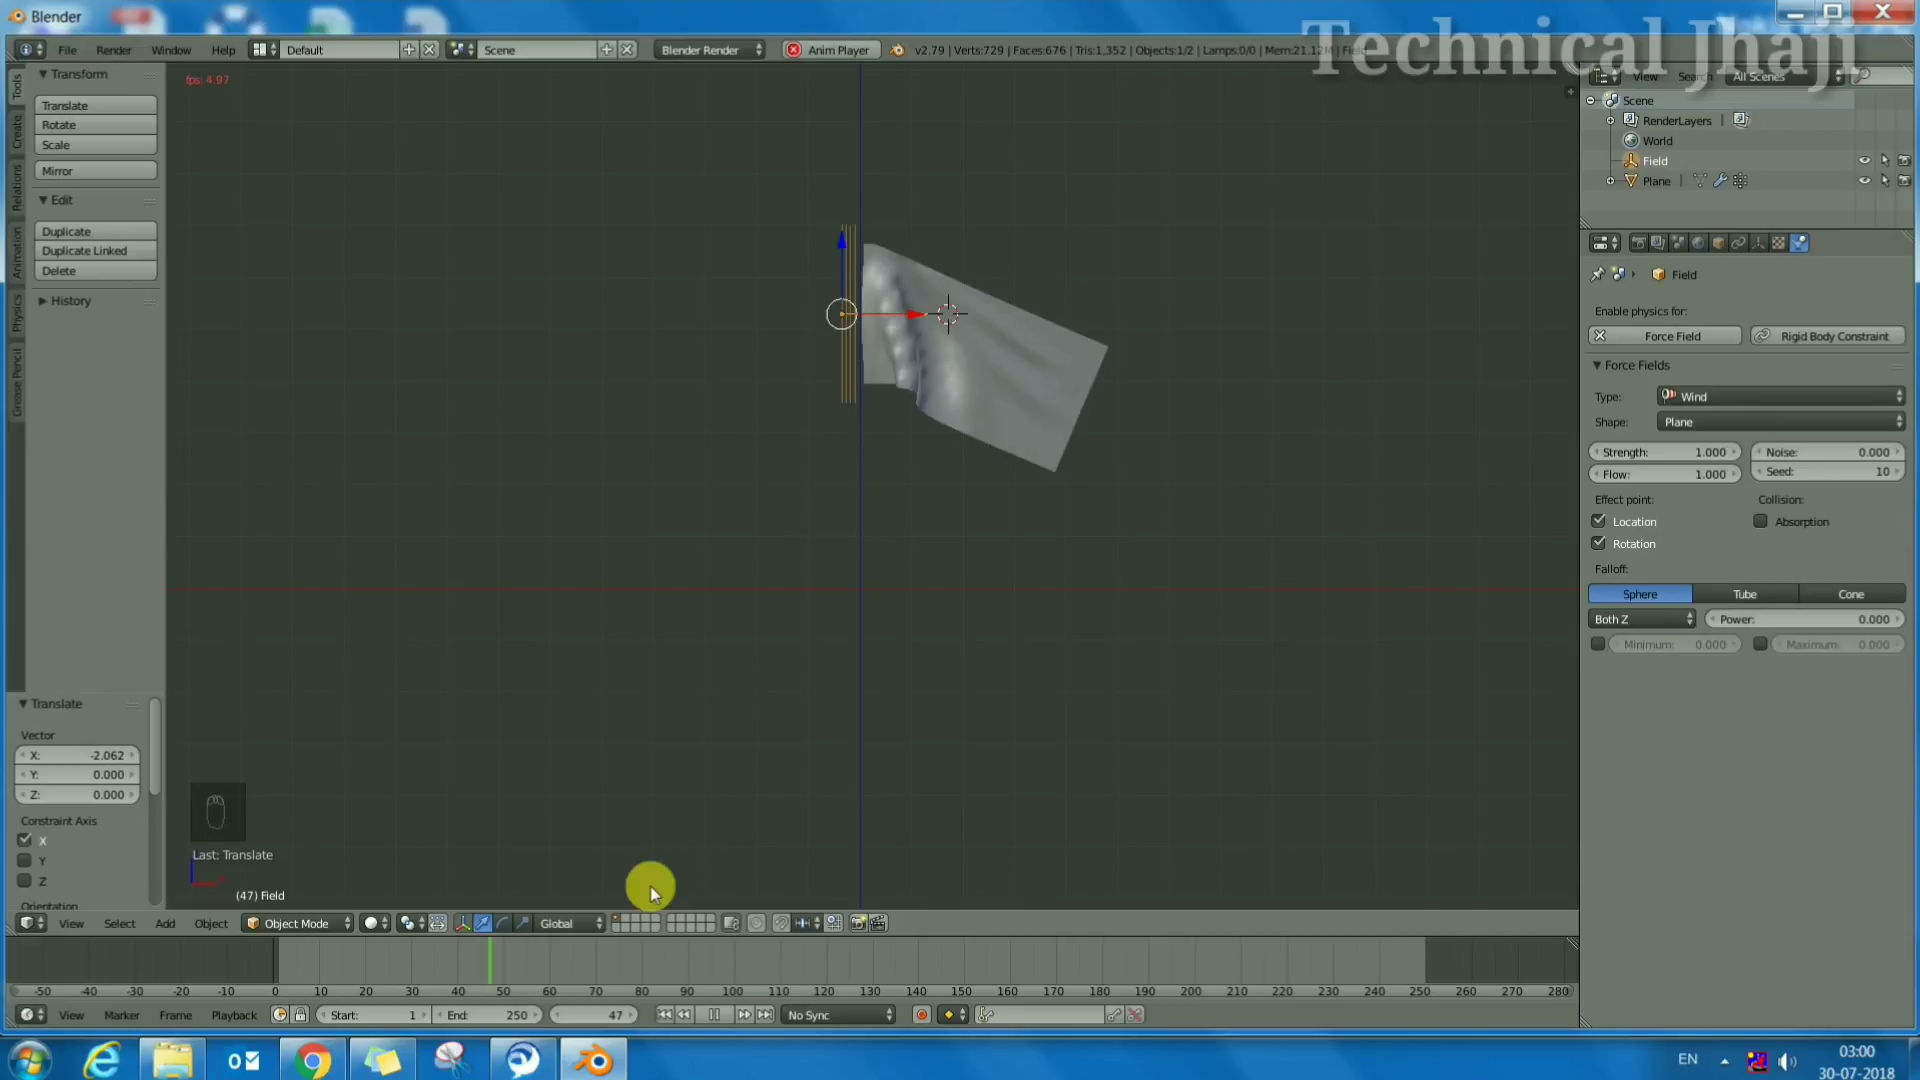 Blender
Technical Jhaji
File Render Window Help Default Scene Blender Render Anim Player v2.79 | Verts:729 | Faces:676 | Tris:1,352 | Objects:1/2 | Lamps:0/0 | Mem:21.12M | Field
View Search All Scenes
Tools
Create
Relations
Animation
Physics
Grease Pencil
Transform
Translate
Rotate
Scale
Mirror
Edit
Duplicate
Duplicate Linked
Delete
History
fps: 4.97
Scene
RenderLayers
World
Field
Plane
Field
Enable physics for:
Force Field Rigid Body Constraint
Force Fields
Type: Wind
Shape: Plane
Strength: 1.000 Noise: 0.000
Flow: 1.000 Seed: 10
Effect point: Collision:
Location Absorption
Rotation
Falloff:
Sphere Tube Cone
Both Z Power: 0.000
Minimum: 0.000 Maximum: 0.000
Translate
Vector
X: -2.062
Y: 0.000
Z: 0.000
Constraint Axis
X
Y
Z
Orientation
Last: Translate
(47) Field
View Select Add Object Object Mode Global
-50 -40 -30 -20 -10 0 10 20 30 40 50 60 70 80 90 100 110 120 130 140 150 160 170 180 190 200 210 220 230 240 250 260 270 280
View Marker Frame Playback Start: 1 End: 250 47 No Sync
EN
03:00
30-07-2018